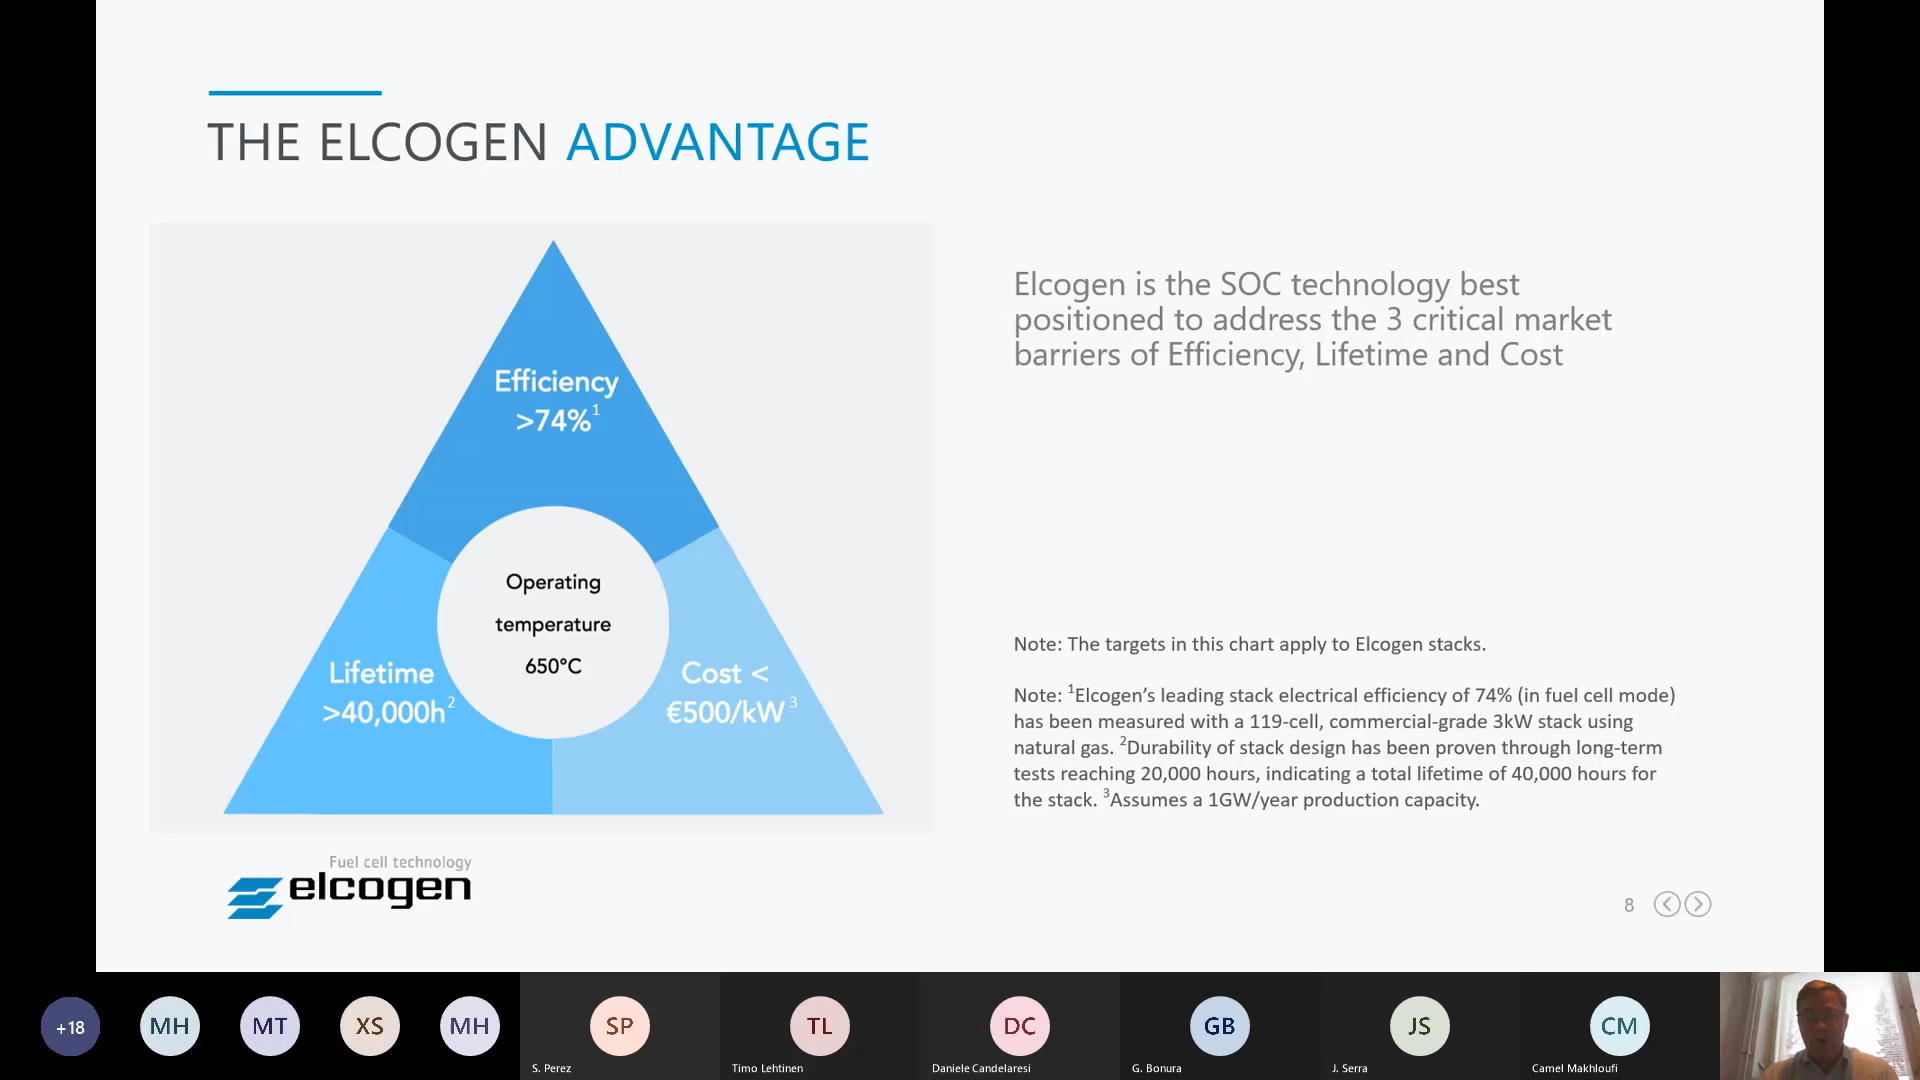 THE ELCOGEN ADVANTAGE
Efficiency
>74%1
Operating
temperature
650°C
Lifetime
>40,000h2
Cost <
€500/kW3
Elcogen is the SOC technology best
positioned to address the 3 critical market
barriers of Efficiency, Lifetime and Cost
Note: The targets in this chart apply to Elcogen stacks.
Note: 1Elcogen’s leading stack electrical efficiency of 74% (in fuel cell mode)
has been measured with a 119-cell, commercial-grade 3kW stack using
natural gas. 2Durability of stack design has been proven through long-term
tests reaching 20,000 hours, indicating a total lifetime of 40,000 hours for
the stack. 3Assumes a 1GW/year production capacity.
Fuel cell technology
elcogen
8
+18
MH
MT
XS
MH
SP
S. Perez
TL
Timo Lehtinen
DC
Daniele Candelaresi
GB
G. Bonura
JS
J. Serra
CM
Camel Makhloufi